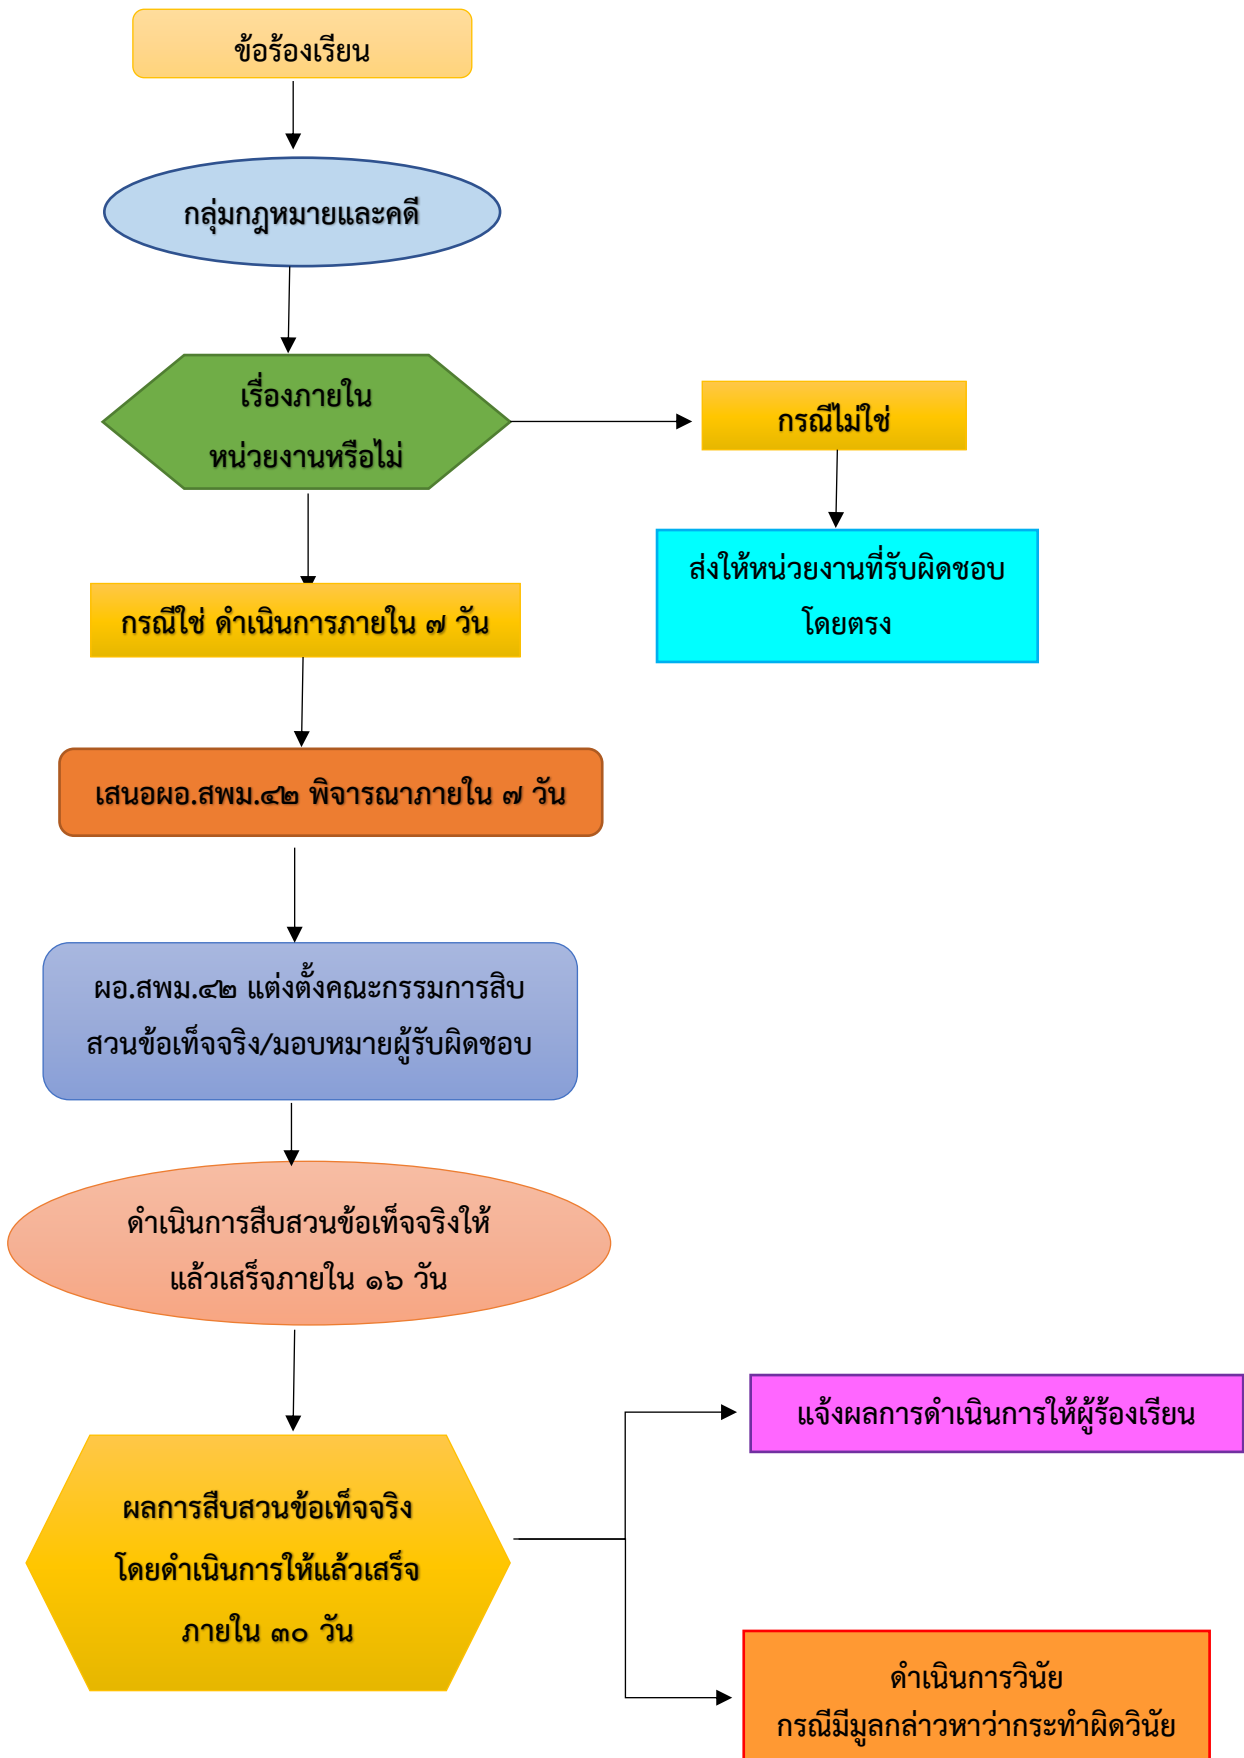 ข้อร้องเรียน
กลุ่มกฎหมายและคดี
เรื่องภายใน
หน่วยงานหรือไม่
กรณีไม่ใช่
ส่งให้หน่วยงานที่รับผิดชอบ
โดยตรง
กรณีใช่ ดำเนินการภายใน ๗ วัน
เสนอผอ.สพม.๔๒ พิจารณาภายใน ๗ วัน
ผอ.สพม.๔๒ แต่งตั้งคณะกรรมการสิบ
สวนข้อเท็จจริง/มอบหมายผู้รับผิดชอบ
ดำเนินการสืบสวนข้อเท็จจริงให้
แล้วเสร็จภายใน ๑๖ วัน
ผลการสืบสวนข้อเท็จจริง
โดยดำเนินการให้แล้วเสร็จ
ภายใน ๓๐ วัน
แจ้งผลการดำเนินการให้ผู้ร้องเรียน
ดำเนินการวินัย
กรณีมีมูลกล่าวหาว่ากระทำผิดวินัย